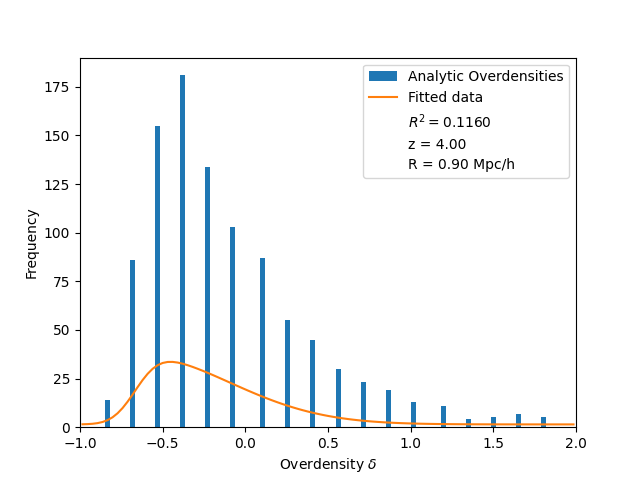 Analytic Overdensities
Fitted data
R² = 0.1160
z = 4.00
R = 0.90 Mpc/h
Frequency
175
150
125
100
75
50
25
0
−1.0 −0.5 0.0 0.5 1.0 1.5 2.0
Overdensity δ